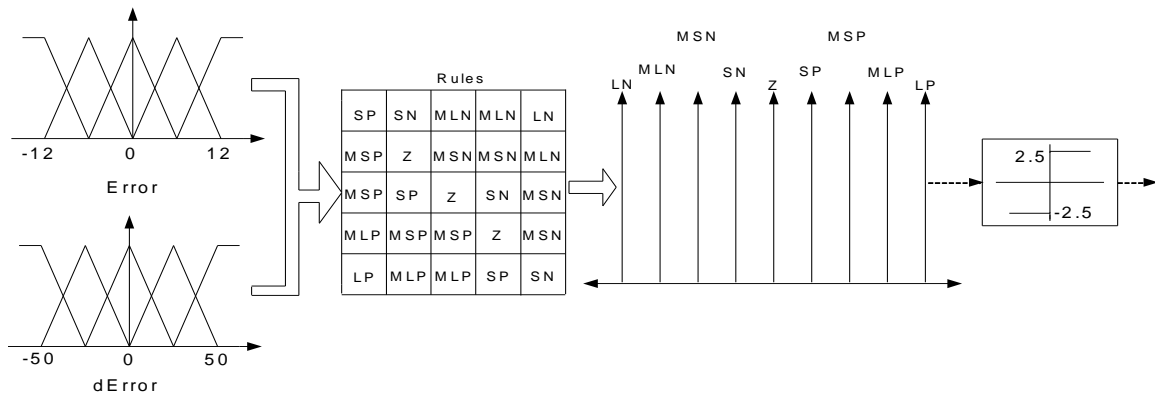 -12 0 12
Error
-50 0 50
dError
Rules
SP SN MLN MLN LN
MSP Z MSN MSN MLN
MSP SP Z SN MSN
MLP MSP MSP Z MSN
LP MLP MLP SP SN
MSN MSP
LN MLN SN Z SP MLP LP
2.5
-2.5